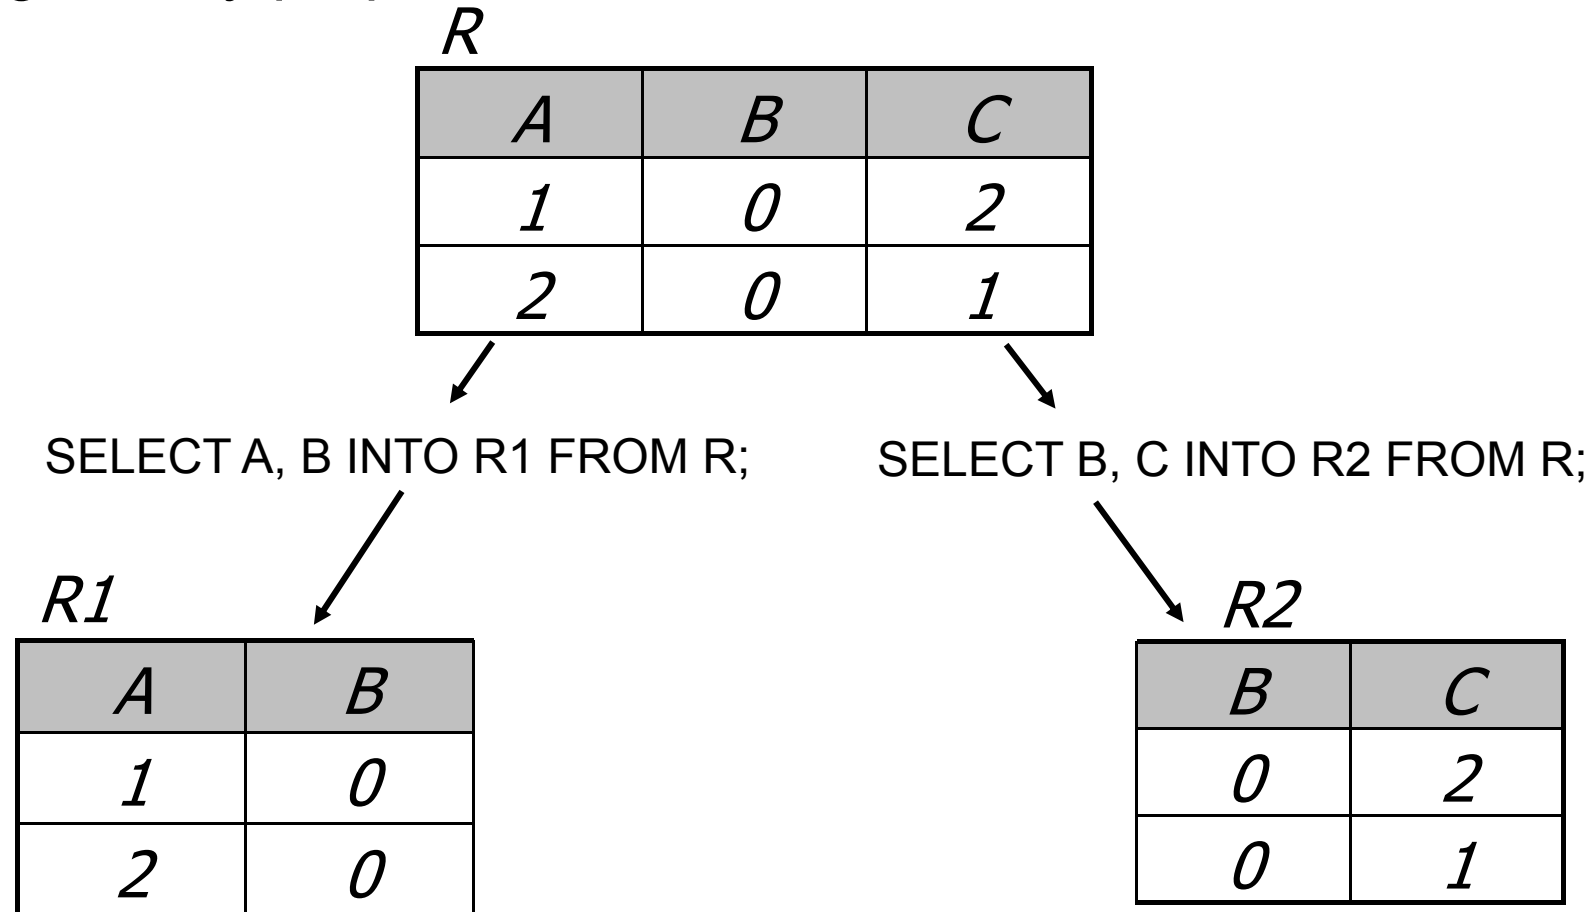 R
A B C
1 0 2
2 0 1
SELECT A, B INTO R1 FROM R;
SELECT B, C INTO R2 FROM R;
R1
A B
1 0
2 0
R2
B C
0 2
0 1